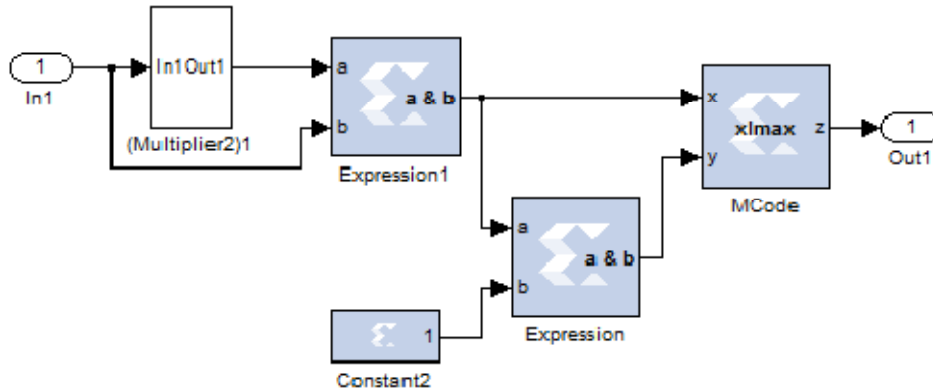 1
In1
In1Out1
(Multiplier2)1
a
b
a & b
Expression1
x
y
xlmax
z
MCode
1
Out1
a
b
a & b
Expression
1
Constant2